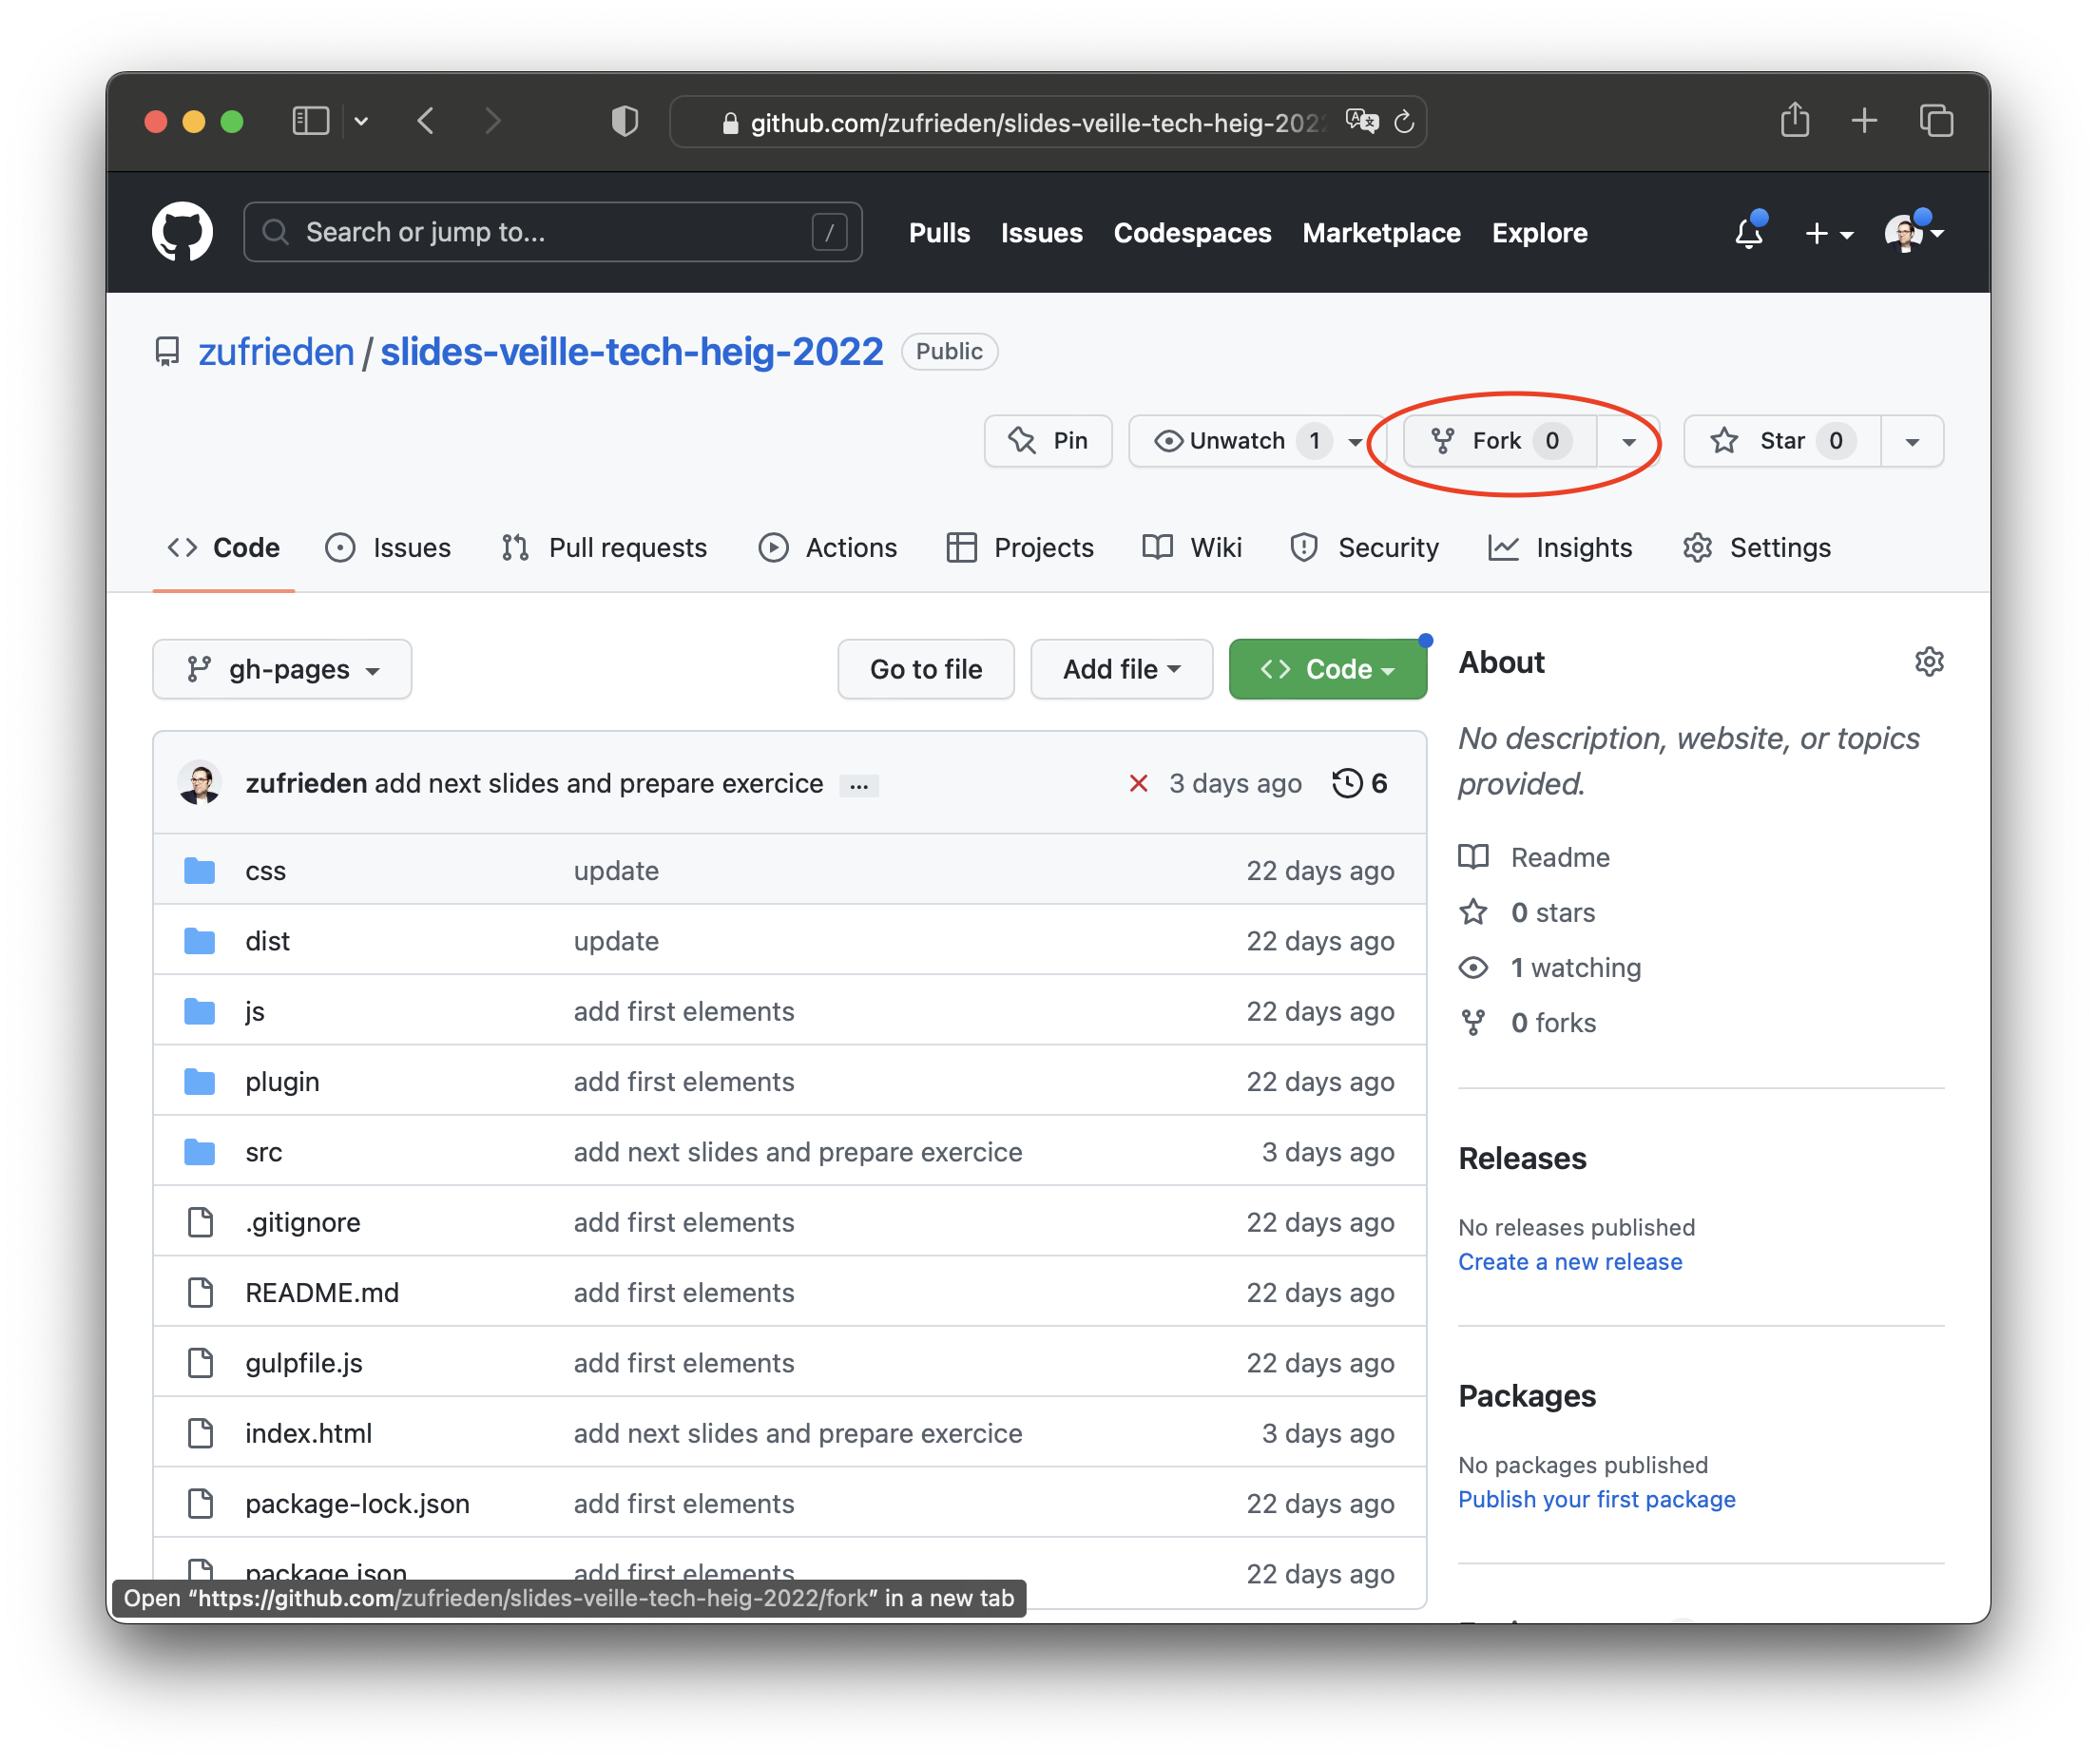 github.com/zufrieden/slides-veille-tech-heig-202
Search or jump to... /
Pulls Issues Codespaces Marketplace Explore
zufrieden / slides-veille-tech-heig-2022 Public
Pin Unwatch 1 Fork 0 Star 0
Code Issues Pull requests Actions Projects Wiki Security Insights Settings
gh-pages Go to file Add file Code
zufrieden add next slides and prepare exercice ... 3 days ago 6
css update 22 days ago
dist update 22 days ago
js add first elements 22 days ago
plugin add first elements 22 days ago
src add next slides and prepare exercice 3 days ago
.gitignore add first elements 22 days ago
README.md add first elements 22 days ago
gulpfile.js add first elements 22 days ago
index.html add next slides and prepare exercice 3 days ago
package-lock.json add first elements 22 days ago
package.json add first elements 22 days ago
About
No description, website, or topics
provided.
Readme
0 stars
1 watching
0 forks
Releases
No releases published
Create a new release
Packages
No packages published
Publish your first package
Open “https://github.com/zufrieden/slides-veille-tech-heig-2022/fork” in a new tab